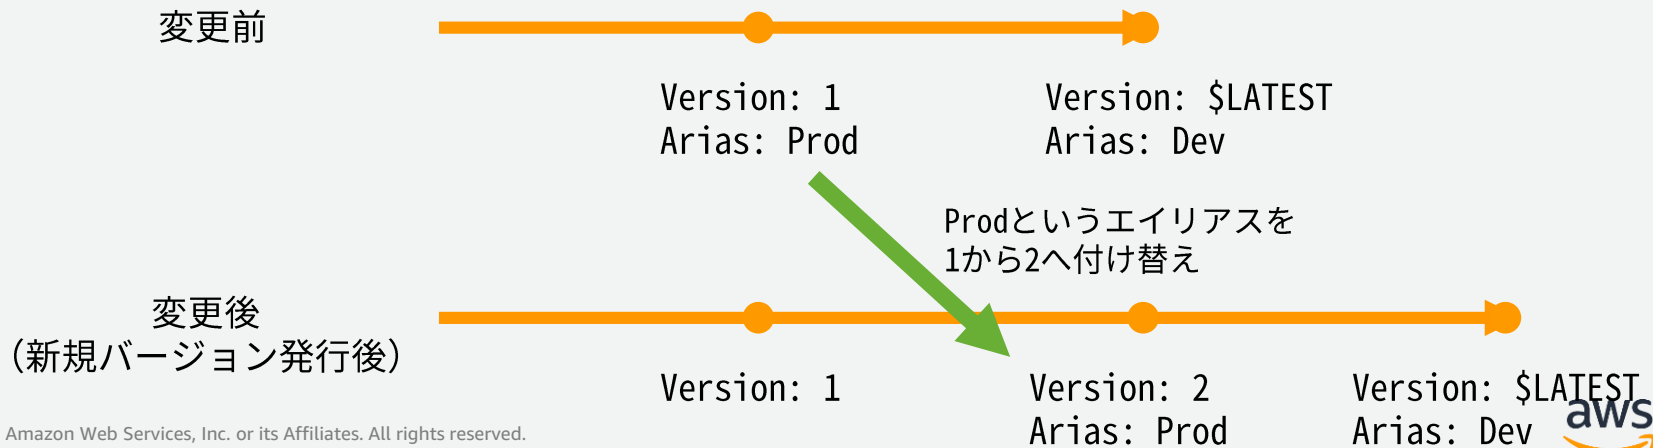 変更前
Version: 1
Arias: Prod
Version: $LATEST
Arias: Dev
Prodというエイリアスを
1から2へ付け替え
変更後
（新規バージョン発行後）
Version: 1
Version: 2
Arias: Prod
Version: $LATEST
Arias: Dev
Amazon Web Services, Inc. or its Affiliates. All rights reserved.
aws